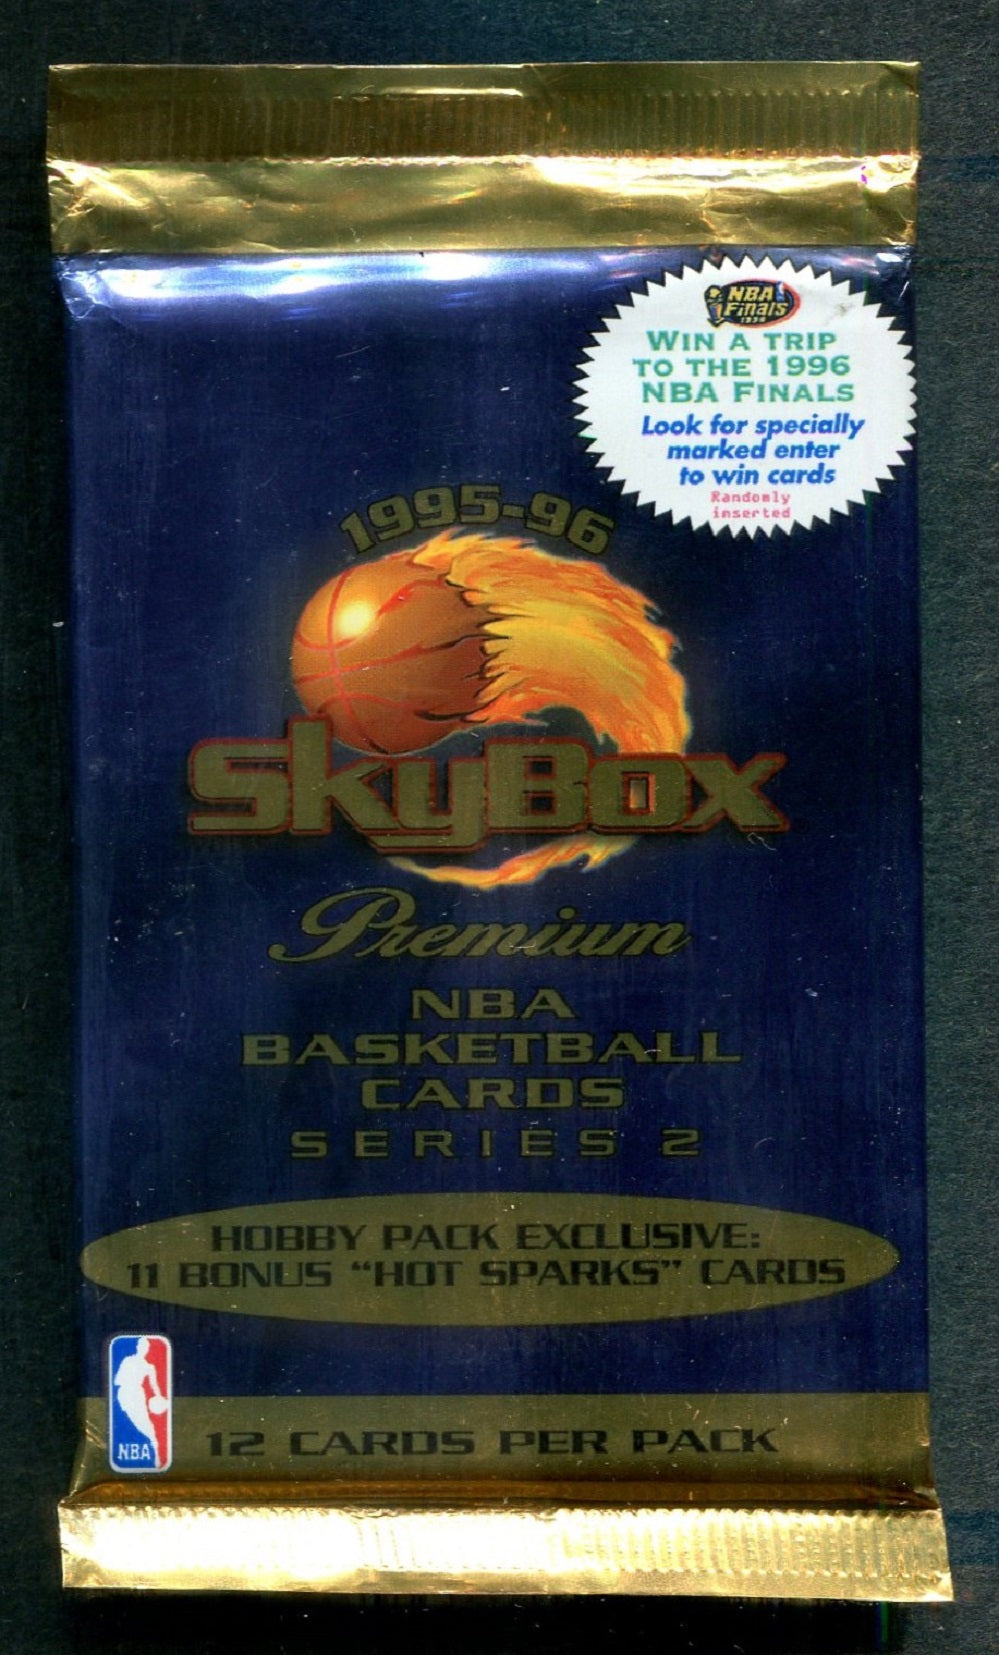 NBA
Finals
1996
WIN A TRIP
TO THE 1996
NBA FINALS
Look for specially
marked enter
to win cards
Randomly
inserted
1995-96
SkyBox
Premium
NBA
BASKETBALL
CARDS
SERIES 2
HOBBY PACK EXCLUSIVE:
11 BONUS “HOT SPARKS” CARDS
NBA
12 CARDS PER PACK